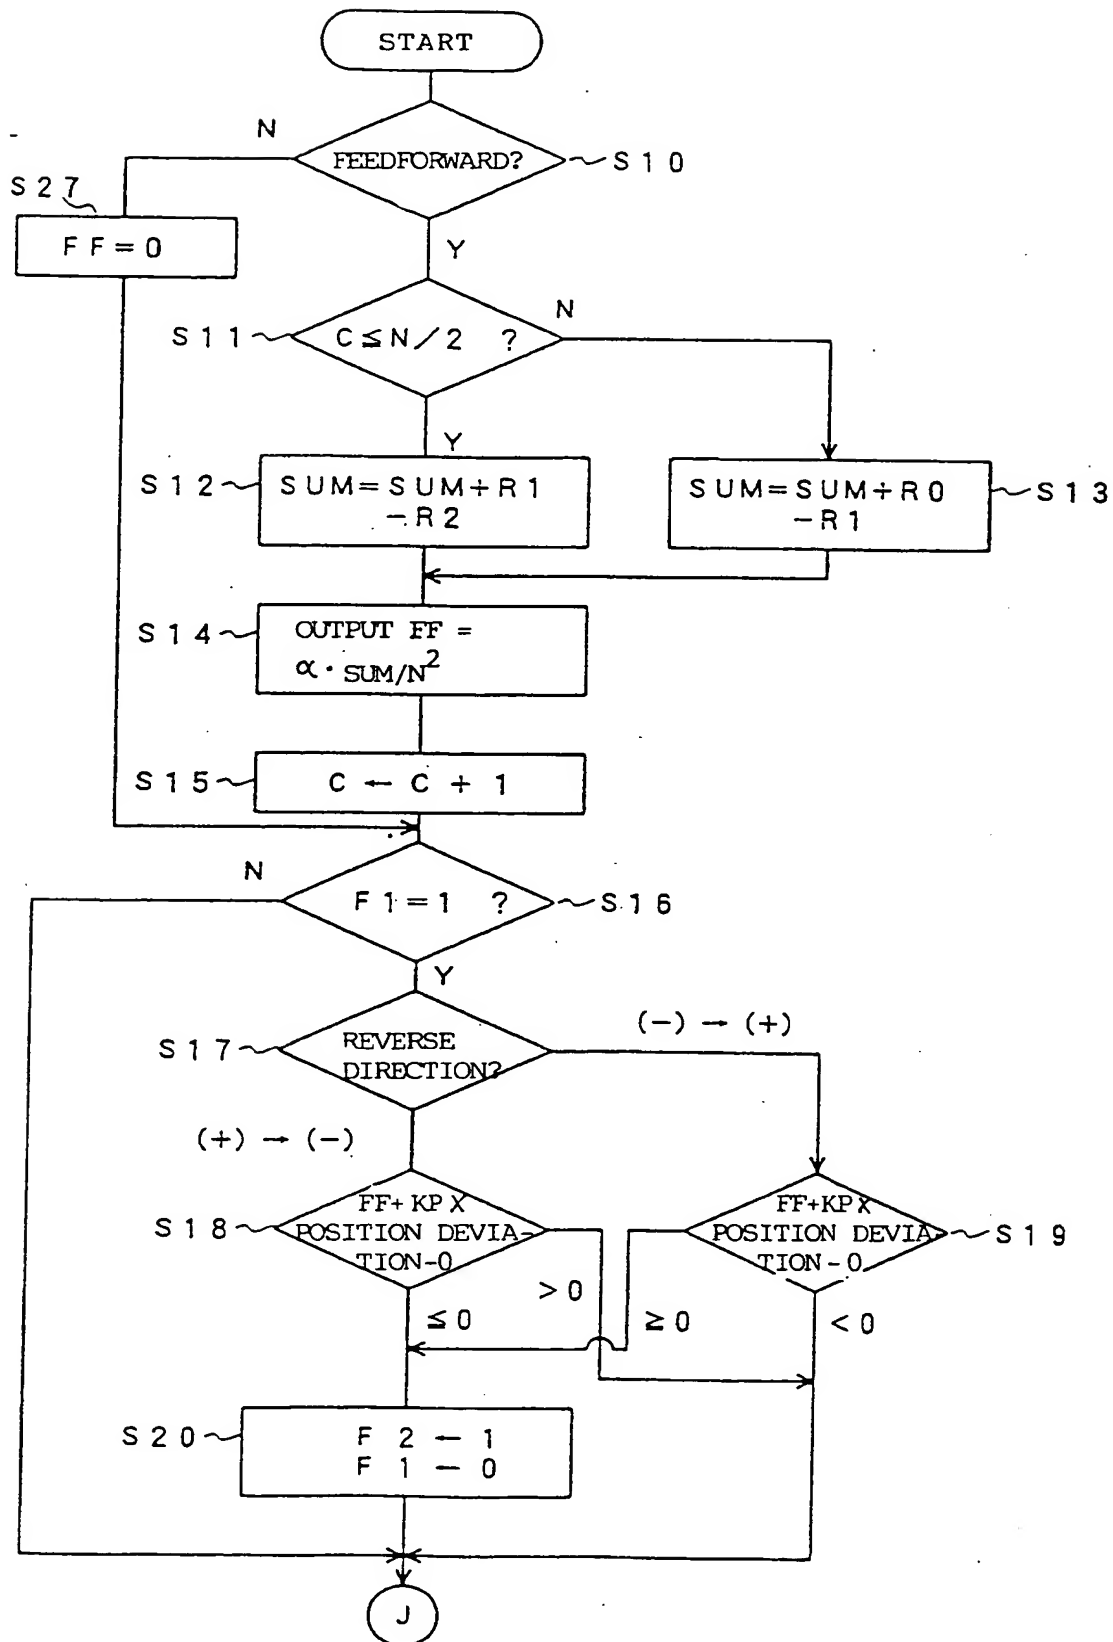 START
N
FEEDFORWARD?
S10
S27
FF=0
Y
S11
C≦N/2 ?
N
Y
S12
SUM=SUM+R1
-R2
SUM=SUM+R0
-R1
S13
S14
OUTPUT FF =
α・SUM/N²
S15
C ← C + 1
N
F1=1 ?
S16
Y
S17
REVERSE
DIRECTION?
(-) → (+)
(+) → (-)
S18
FF+KP X
POSITION DEVIA-
TION-0
FF+KP X
POSITION DEVIA-
TION-0
S19
>0
≦0
≧0
<0
S20
F 2 ← 1
F 1 ← 0
J